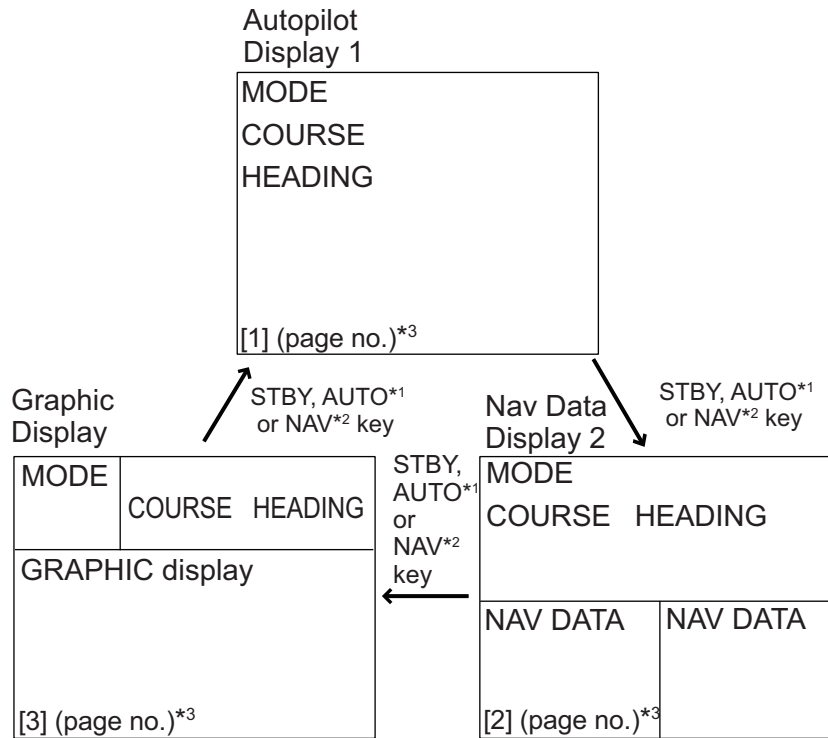 Autopilot
Display 1
MODE
COURSE
HEADING
[1] (page no.)*3
STBY, AUTO*1
or NAV*2 key
Graphic
Display
MODE
COURSE HEADING
GRAPHIC display
[3] (page no.)*3
STBY,
AUTO*1
or
NAV*2
key
STBY, AUTO*1
or NAV*2 key
Nav Data
Display 2
MODE
COURSE HEADING
NAV DATA
NAV DATA
[2] (page no.)*3